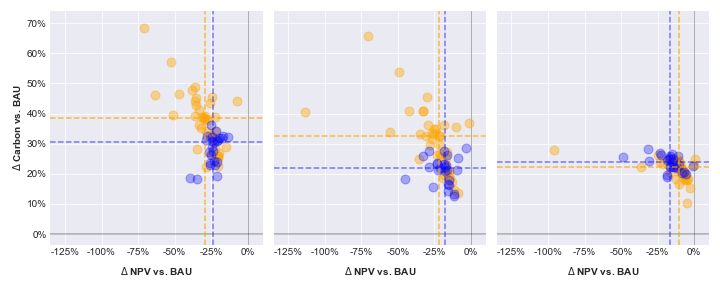 70%
60%
50%
40%
30%
20%
10%
0%
Δ Carbon vs. BAU
-125% -100% -75% -50% -25% 0%
-125% -100% -75% -50% -25% 0%
-125% -100% -75% -50% -25% 0%
Δ NPV vs. BAU
Δ NPV vs. BAU
Δ NPV vs. BAU